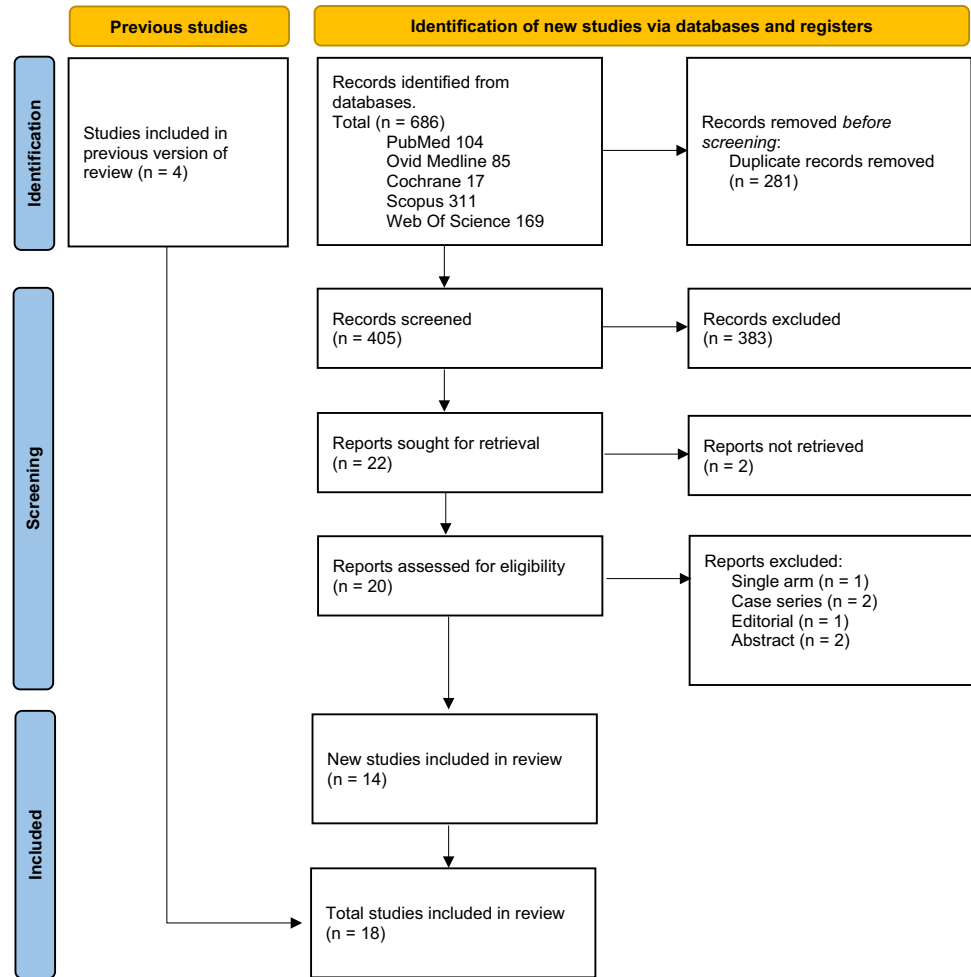 Previous studies
Identification of new studies via databases and registers
Identification
Studies included in
previous version of
review (n = 4)
Records identified from
databases.
Total (n = 686)
PubMed 104
Ovid Medline 85
Cochrane 17
Scopus 311
Web Of Science 169
Records removed before
screening:
Duplicate records removed
(n = 281)
Screening
Records screened
(n = 405)
Records excluded
(n = 383)
Reports sought for retrieval
(n = 22)
Reports not retrieved
(n = 2)
Reports assessed for eligibility
(n = 20)
Reports excluded:
Single arm (n = 1)
Case series (n = 2)
Editorial (n = 1)
Abstract (n = 2)
Included
New studies included in review
(n = 14)
Total studies included in review
(n = 18)